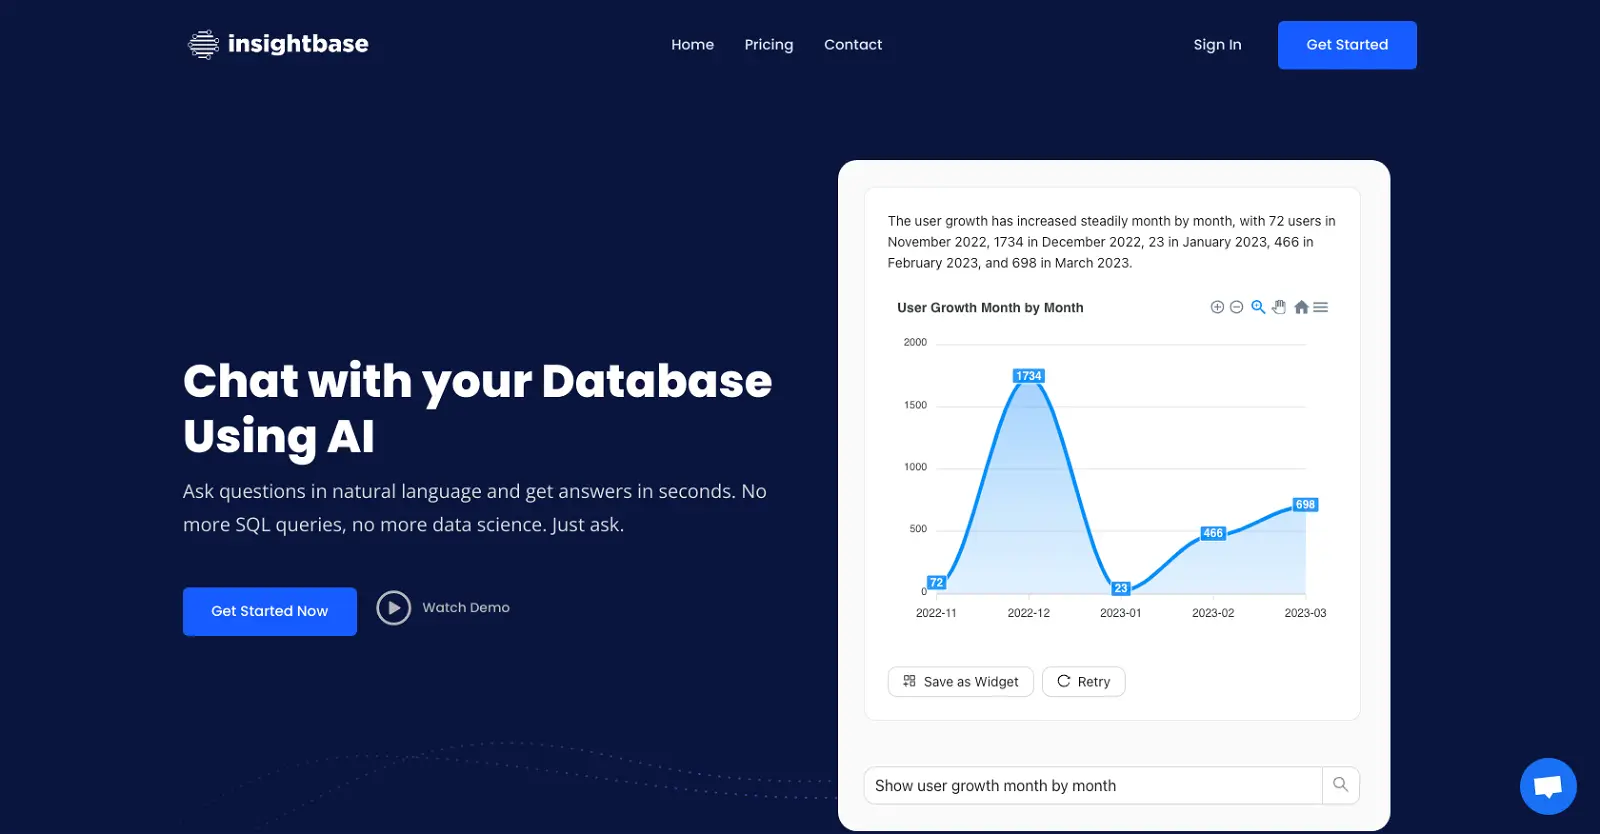 insightbase
Home
Pricing
Contact
Sign In
Get Started
Chat with your Database
Using AI
Ask questions in natural language and get answers in seconds. No
more SQL queries, no more data science. Just ask.
Get Started Now
Watch Demo
The user growth has increased steadily month by month, with 72 users in
November 2022, 1734 in December 2022, 23 in January 2023, 466 in
February 2023, and 698 in March 2023.
User Growth Month by Month
2000
1500
1000
500
0
72
1734
23
466
698
2022-11
2022-12
2023-01
2023-02
2023-03
Save as Widget
Retry
Show user growth month by month